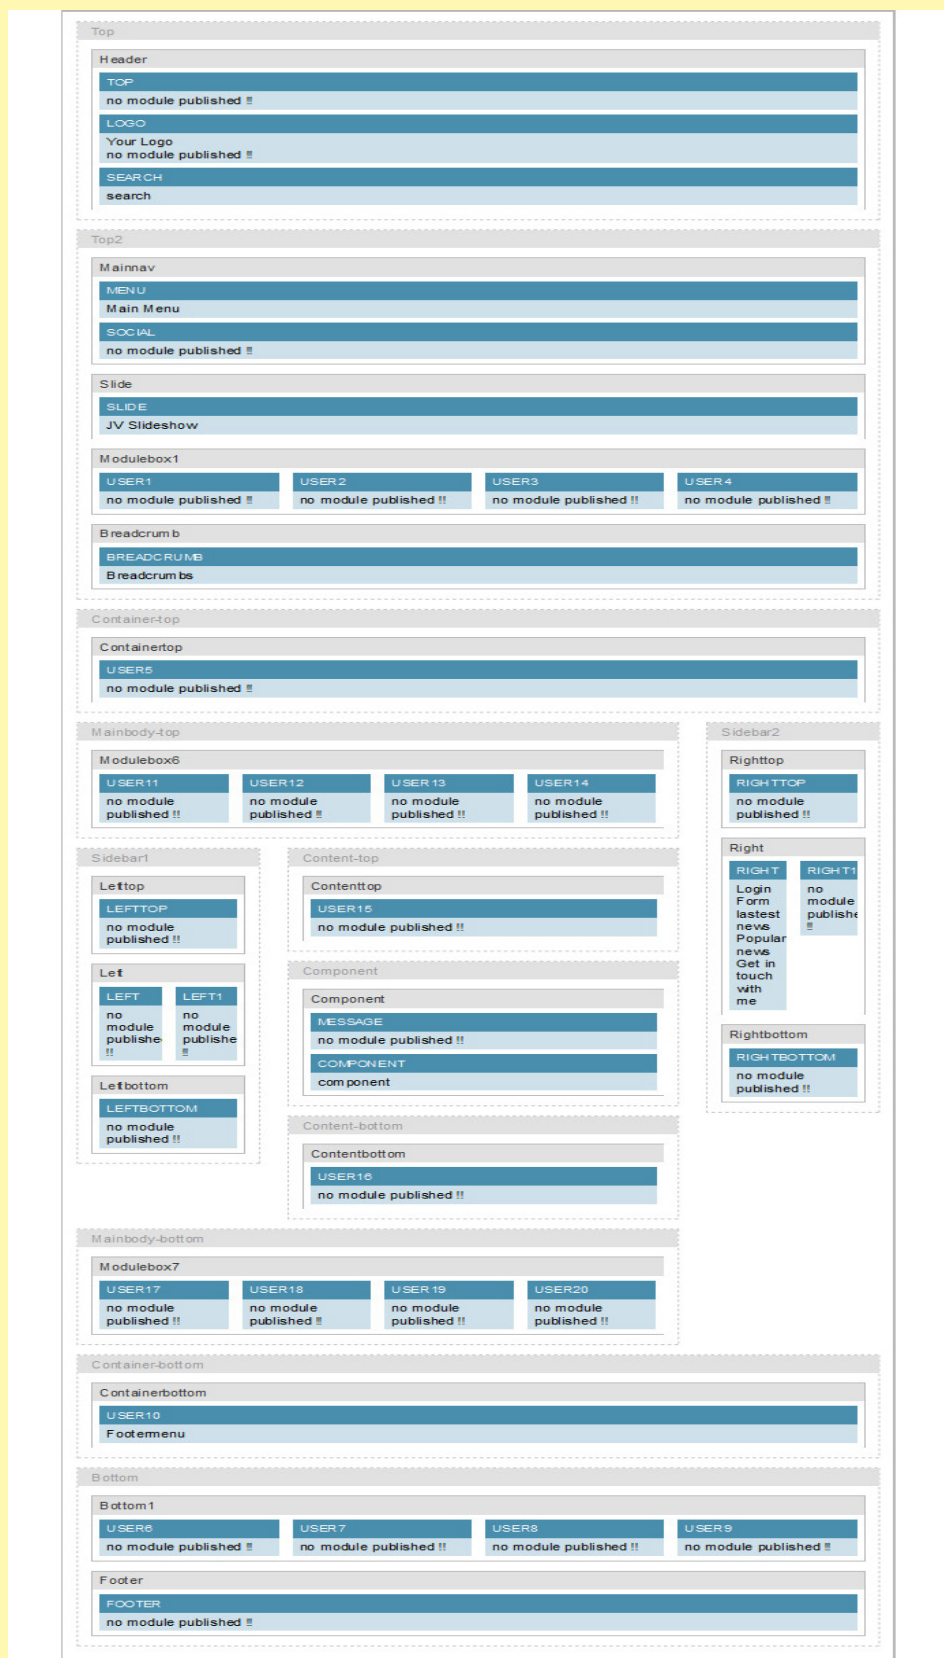 Top
Header
TOP
no module published !!
LOGO
Your Logo
no module published !!
SEARCH
search
Top2
Mainnav
MENU
Main Menu
SOCIAL
no module published !!
Slide
SLIDE
JV Slideshow
Modulebox1
USER1 USER2 USER3 USER4
no module published !! no module published !! no module published !! no module published !!
Breadcrumb
BREADCRUMB
Breadcrumbs
Container-top
Containertop
USER5
no module published !!
Mainbody-top
Modulebox6
USER11 USER12 USER13 USER14
no module no module no module no module
published !! published !! published !! published !!
Sidebar1
Lefttop
LEFTTOP
no module
published !!
Left
LEFT LEFT1
no no
module module
publishe publishe
!! !!
Leftbottom
LEFTBOTTOM
no module
published !!
Content-top
Contenttop
USER15
no module published !!
Component
Component
MESSAGE
no module published !!
COMPONENT
component
Content-bottom
Contentbottom
USER16
no module published !!
Sidebar2
Righttop
RIGHTTOP
no module
published !!
Right
RIGHT RIGHT1
Login no
Form module
lastest publishe
news !!
Popular
news
Get in
touch
with
me
Rightbottom
RIGHTBOTTOM
no module
published !!
Mainbody-bottom
Modulebox7
USER17 USER18 USER19 USER20
no module no module no module no module
published !! published !! published !! published !!
Container-bottom
Containerbottom
USER10
Footermenu
Bottom
Bottom1
USER6 USER7 USER8 USER9
no module published !! no module published !! no module published !! no module published !!
Footer
FOOTER
no module published !!